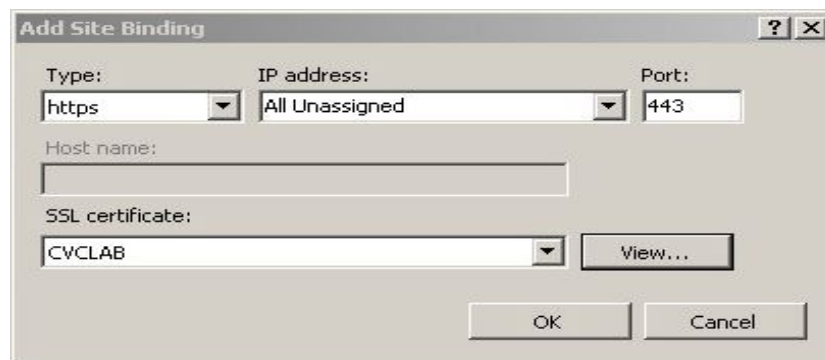 Add Site Binding
Type: IP address: Port:
https All Unassigned 443
Host name:
SSL certificate:
CVCLAB View...
OK Cancel